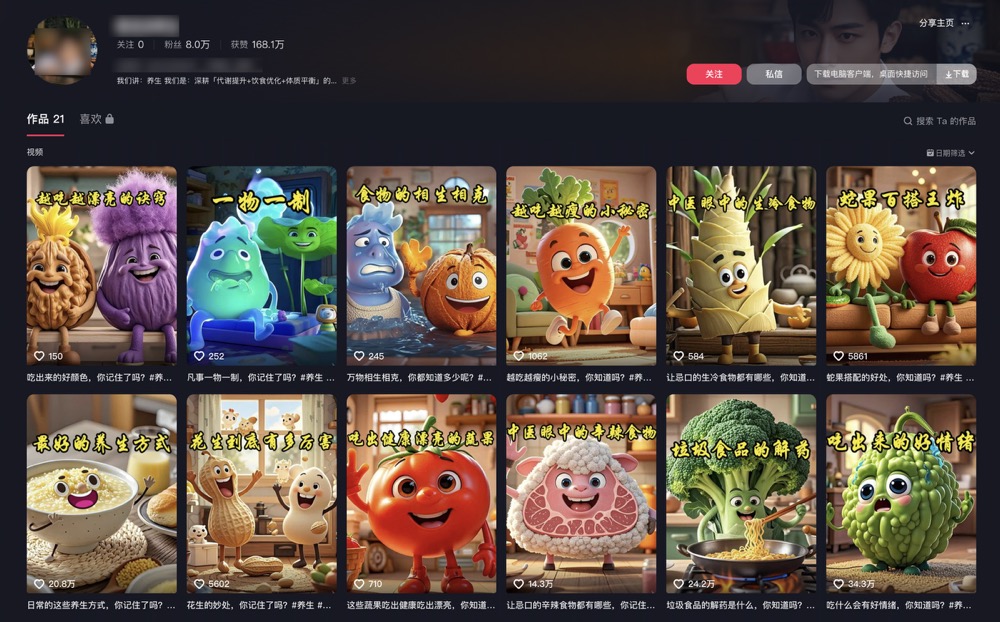 分享主页 ...
关注 0 粉丝 8.0万 获赞 168.1万
我们讲：养生 我们是：深耕「代谢提升+饮食优化+体质平衡」的... 更多
关注 私信 下载电脑客户端，桌面快捷访问 下载
作品 21 喜欢
搜索 Ta 的作品
视频
日期筛选
越吃越漂亮的诀窍
150
吃出来的好颜色，你记住了吗？#养...
一物一制
252
凡事一物一制，你记住了吗？#养生 ...
食物的相生相克
245
万物相生相克，你都知道多少呢？#...
越吃越瘦的小秘密
1062
越吃越瘦的小秘密，你知道吗？#养...
中医眼中的生冷食物
584
让忌口的生冷食物都有哪些，你知道...
蛇果百搭王炸
5861
蛇果搭配的好处，你知道吗？#养生 ...
最好的养生方式
20.8万
日常的这些养生方式，你记住了吗？...
花生到底有多厉害
5602
花生的妙处，你记住了吗？#养生 #...
吃出健康漂亮的蔬果
710
这些蔬果吃出健康吃出漂亮，你知道...
中医眼中的辛辣食物
14.3万
让忌口的辛辣食物都有哪些，你记住...
垃圾食品的解药
24.2万
垃圾食品的解药是什么，你知道吗？...
吃出来的好情绪
34.3万
吃什么会有好情绪，你知道吗？#养...